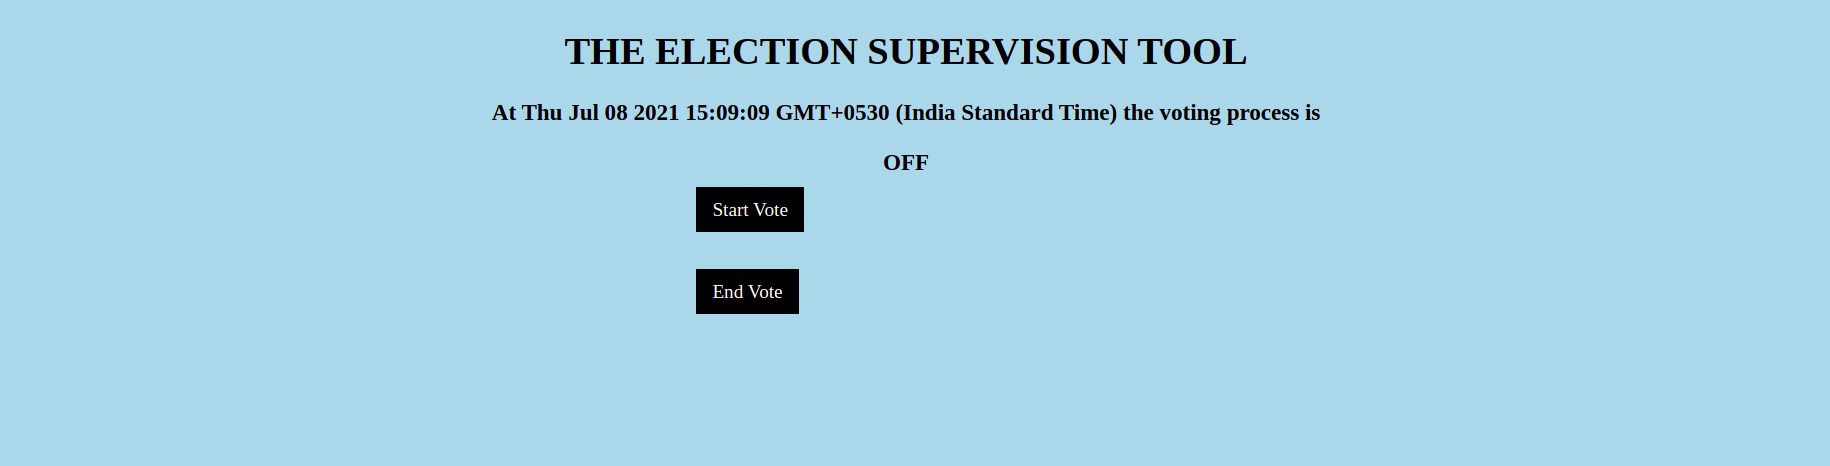 THE ELECTION SUPERVISION TOOL
At Thu Jul 08 2021 15:09:09 GMT+0530 (India Standard Time) the voting process is
OFF
Start Vote
End Vote